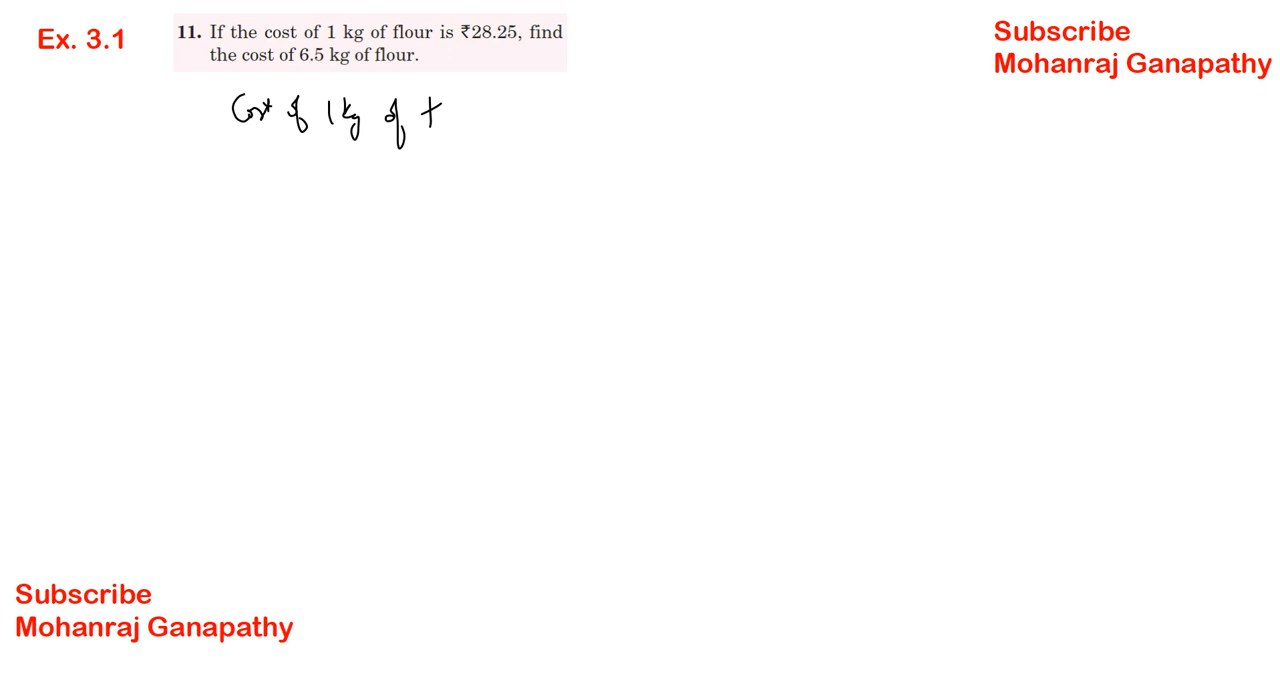 Ex. 3.1
11. If the cost of 1 kg of flour is ₹28.25, find
the cost of 6.5 kg of flour.
Subscribe
Mohanraj Ganapathy
Cost of 1 kg of
Subscribe
Mohanraj Ganapathy